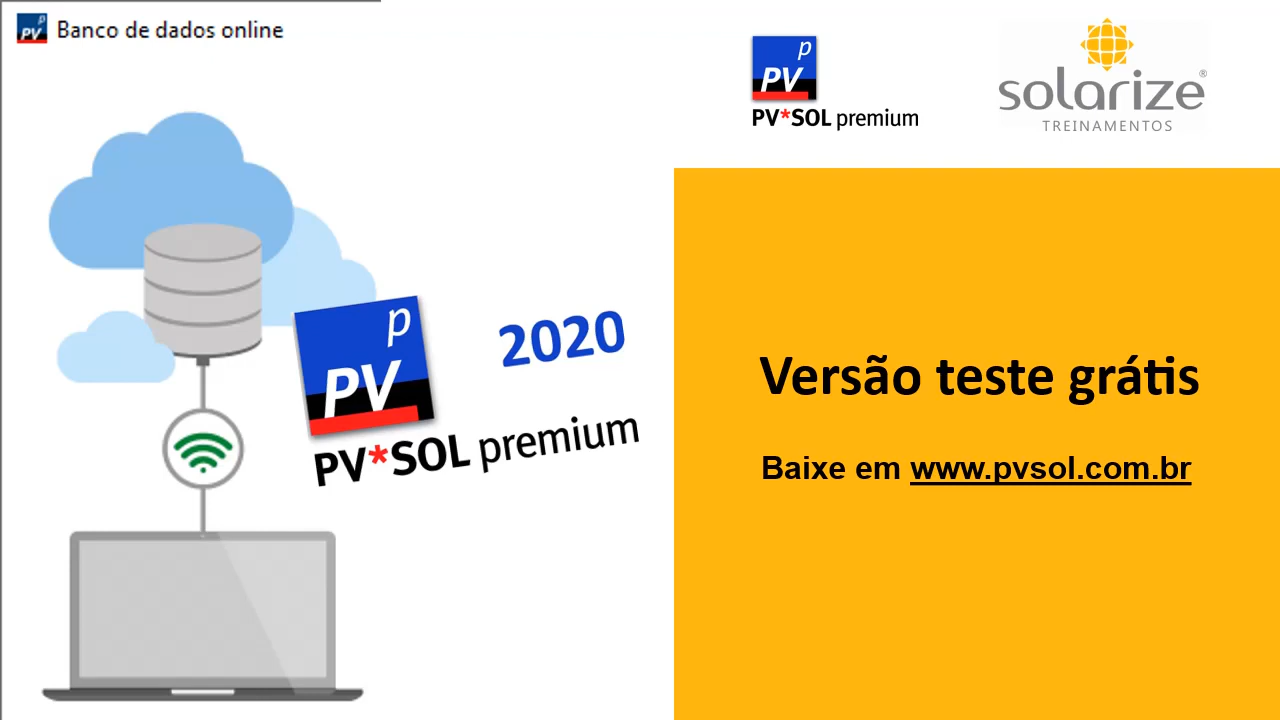 PV
p
Banco de dados online
p
PV
PV*SOL premium
solarize®
TREINAMENTOS
p
PV
2020
PV*SOL premium
Versão teste grátis
Baixe em www.pvsol.com.br